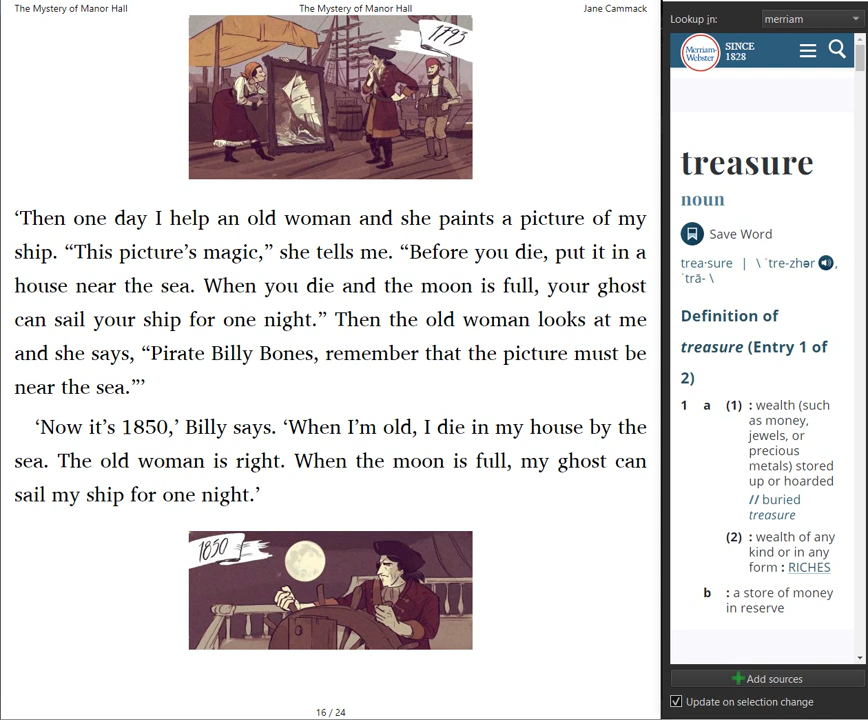 The Mystery of Manor Hall
The Mystery of Manor Hall
Jane Cammack
1793
‘Then one day I help an old woman and she paints a picture of my
ship. “This picture’s magic,” she tells me. “Before you die, put it in a
house near the sea. When you die and the moon is full, your ghost
can sail your ship for one night.” Then the old woman looks at me
and she says, “Pirate Billy Bones, remember that the picture must be
near the sea.”’
‘Now it’s 1850,’ Billy says. ‘When I’m old, I die in my house by the
sea. The old woman is right. When the moon is full, my ghost can
sail my ship for one night.’
1850
16 / 24
Lookup in:
merriam
Merriam-
Webster
SINCE
1828
treasure
noun
Save Word
trea·sure | \ ˈtre-zhər ,
ˈtrā- \
Definition of
treasure (Entry 1 of
2)
1 a (1) : wealth (such
as money,
jewels, or
precious
metals) stored
up or hoarded
// buried
treasure
(2) : wealth of any
kind or in any
form : RICHES
b : a store of money
in reserve
Add sources
Update on selection change